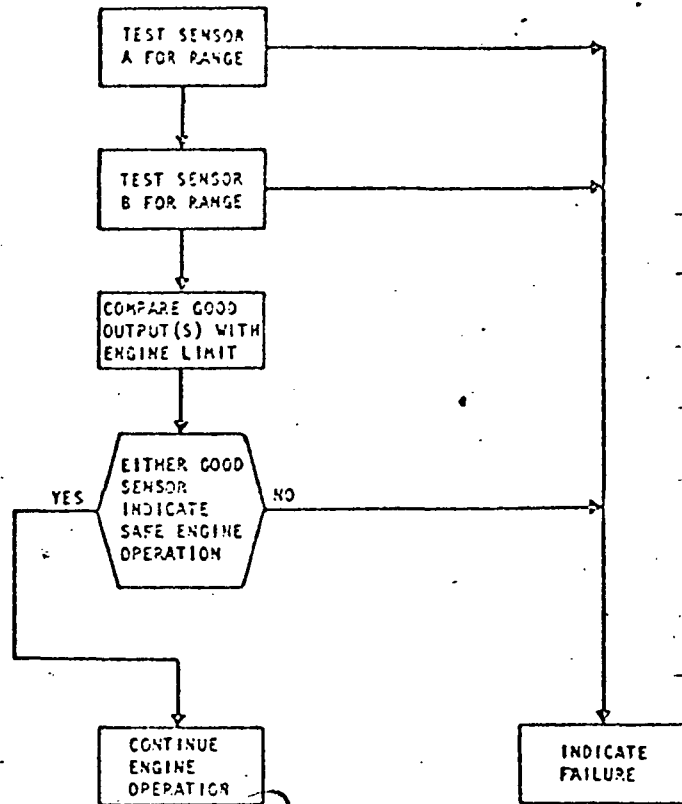 TEST SENSOR
A FOR RANGE
TEST SENSOR
B FOR RANGE
COMPARE GOOD
OUTPUT(S) WITH
ENGINE LIMIT
EITHER GOOD
SENSOR
INDICATE
SAFE ENGINE
OPERATION
YES
NO
CONTINUE
ENGINE
OPERATION
INDICATE
FAILURE